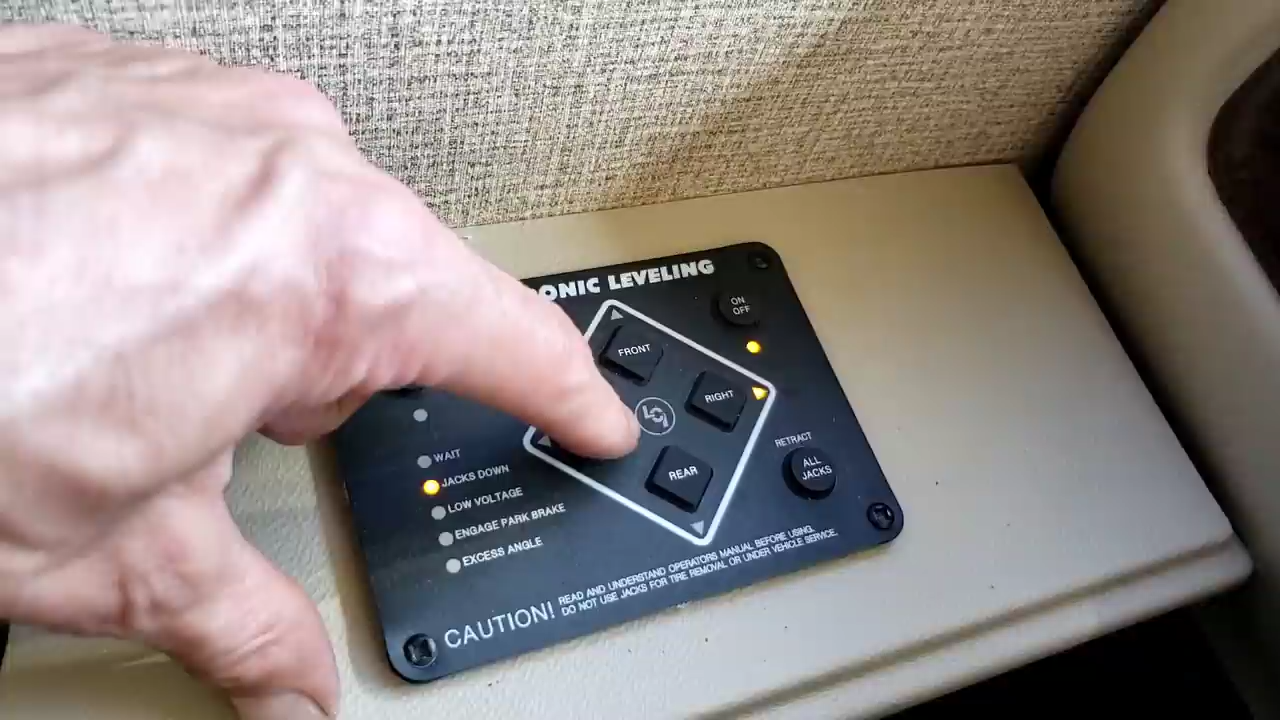 ONIC LEVELING
ON
OFF
FRONT
RIGHT
REAR
RETRACT
ALL
JACKS
WAIT
JACKS DOWN
LOW VOLTAGE
ENGAGE PARK BRAKE
EXCESS ANGLE
CAUTION!
READ AND UNDERSTAND OPERATORS MANUAL BEFORE USING.
DO NOT USE JACKS FOR TIRE REMOVAL OR UNDER VEHICLE SERVICE.